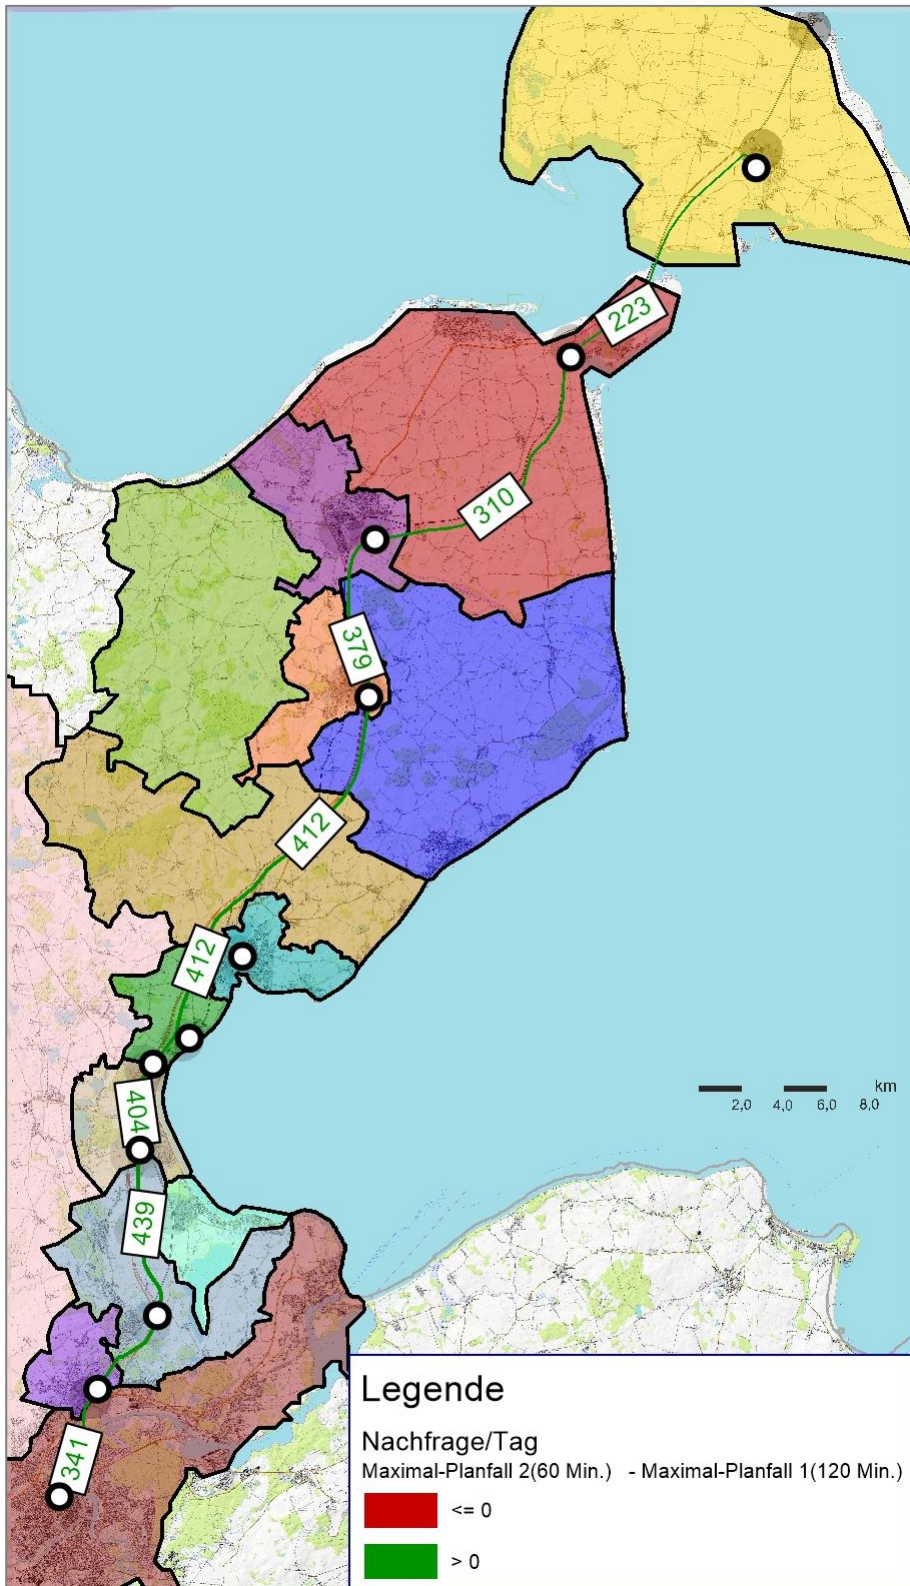 223
310
379
412
412
404
439
341
km
2,0 4,0 6,0 8,0
Legende
Nachfrage/Tag
Maximal-Planfall 2(60 Min.) - Maximal-Planfall 1(120 Min.)
<= 0
> 0